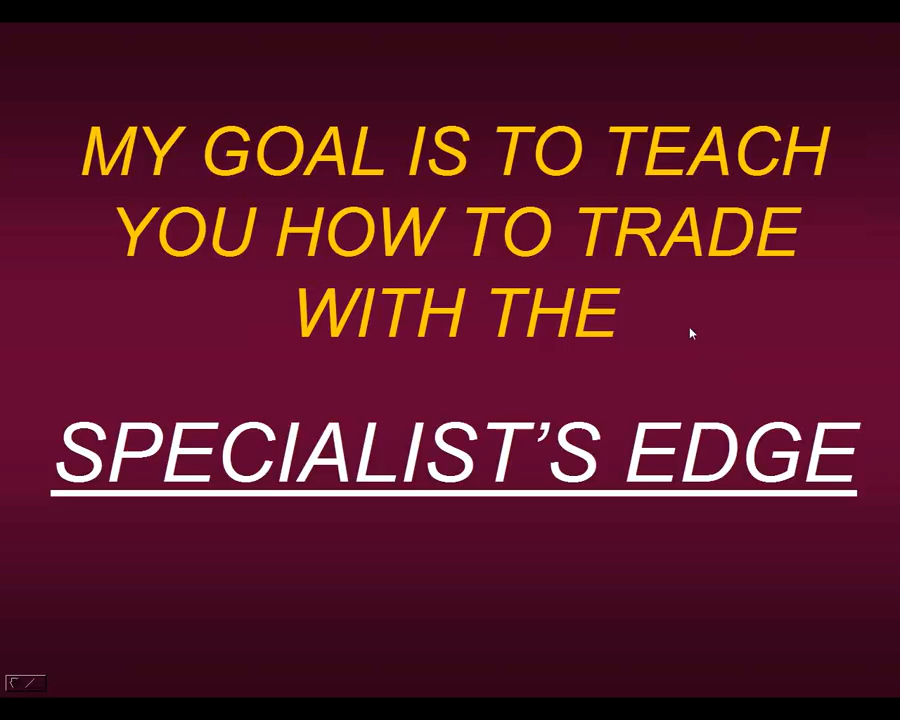 MY GOAL IS TO TEACH
YOU HOW TO TRADE
WITH THE
SPECIALIST’S EDGE